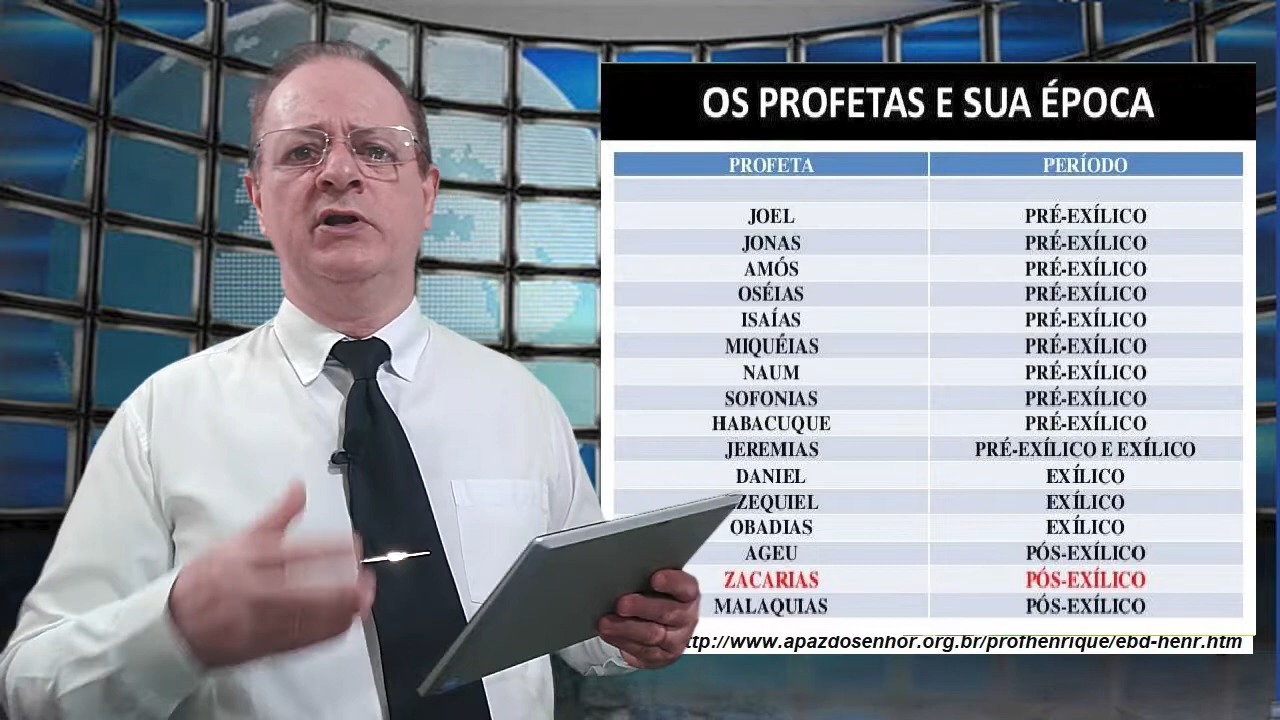 OS PROFETAS E SUA ÉPOCA
PROFETA PERÍODO
JOEL PRÉ-EXÍLICO
JONAS PRÉ-EXÍLICO
AMÓS PRÉ-EXÍLICO
OSÉIAS PRÉ-EXÍLICO
ISAÍAS PRÉ-EXÍLICO
MIQUÉIAS PRÉ-EXÍLICO
NAUM PRÉ-EXÍLICO
SOFONIAS PRÉ-EXÍLICO
HABACUQUE PRÉ-EXÍLICO
JEREMIAS PRÉ-EXÍLICO E EXÍLICO
DANIEL EXÍLICO
ZEQUIEL EXÍLICO
OBADIAS EXÍLICO
AGEU PÓS-EXÍLICO
ZACARIAS PÓS-EXÍLICO
MALAQUIAS PÓS-EXÍLICO
ttp://www.apazdosenhor.org.br/profhenrique/ebd-henr.htm